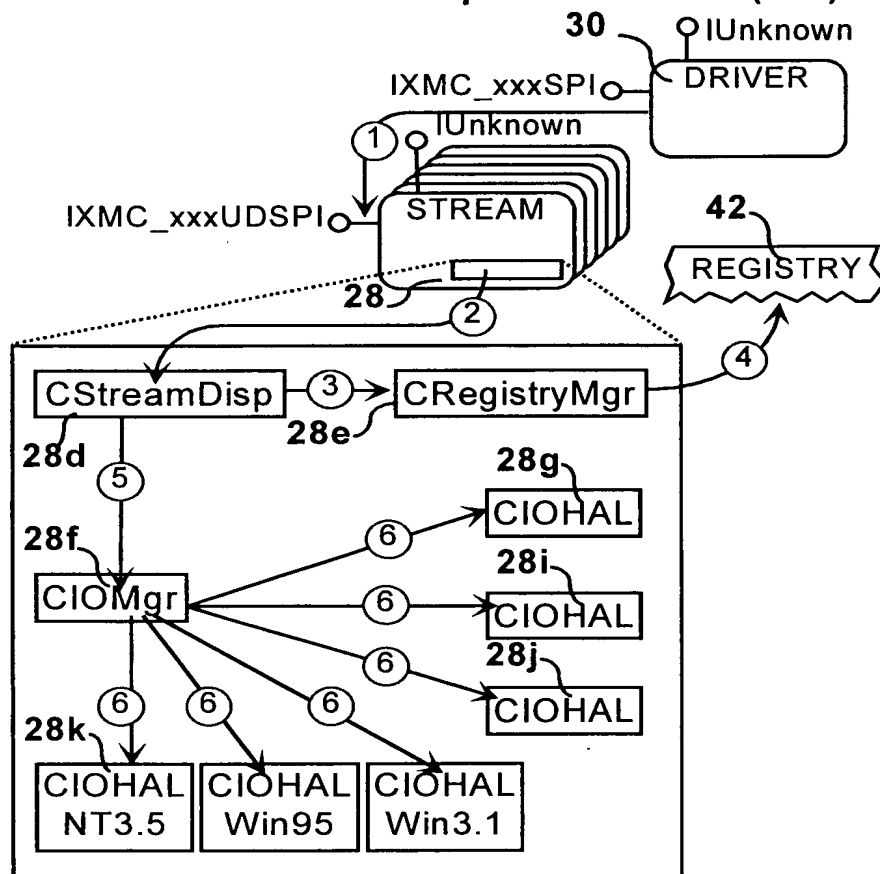 30
IUnknown
DRIVER
IXMC_xxxSPI
1
IUnknown
STREAM
IXMC_xxxUDSPI
42
REGISTRY
28
2
4
CStreamDisp
3
CRegistryMgr
28d
28e
5
28g
CIOHAL
6
28f
28i
CIOMgr
6
CIOHAL
28j
6
CIOHAL
6
6
6
28k
CIOHAL
NT3.5
CIOHAL
Win95
CIOHAL
Win3.1